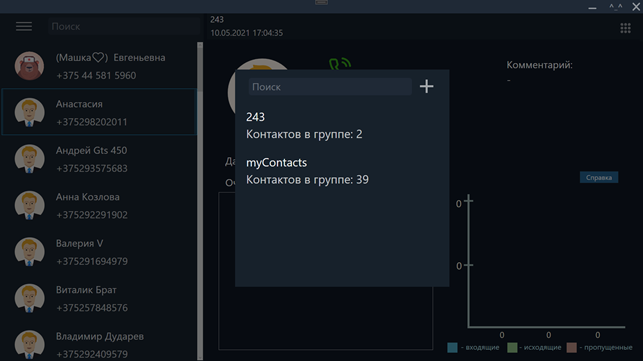 ^_^
Поиск
243
10.05.2021 17:04:35
(Машка♡) Евгеньевна
+375 44 581 5960
Анастасия
+375298202011
Андрей Gts 450
+375293575683
Анна Козлова
+375292291902
Валерия V
+375291694979
Виталик Брат
+375257848576
Владимир Дударев
+375292409579
Комментарий:
-
Поиск
+
243
Контактов в группе: 2
myContacts
Контактов в группе: 39
Да
Справка
0
0
0 0 0
- входящие - исходящие - пропущенные